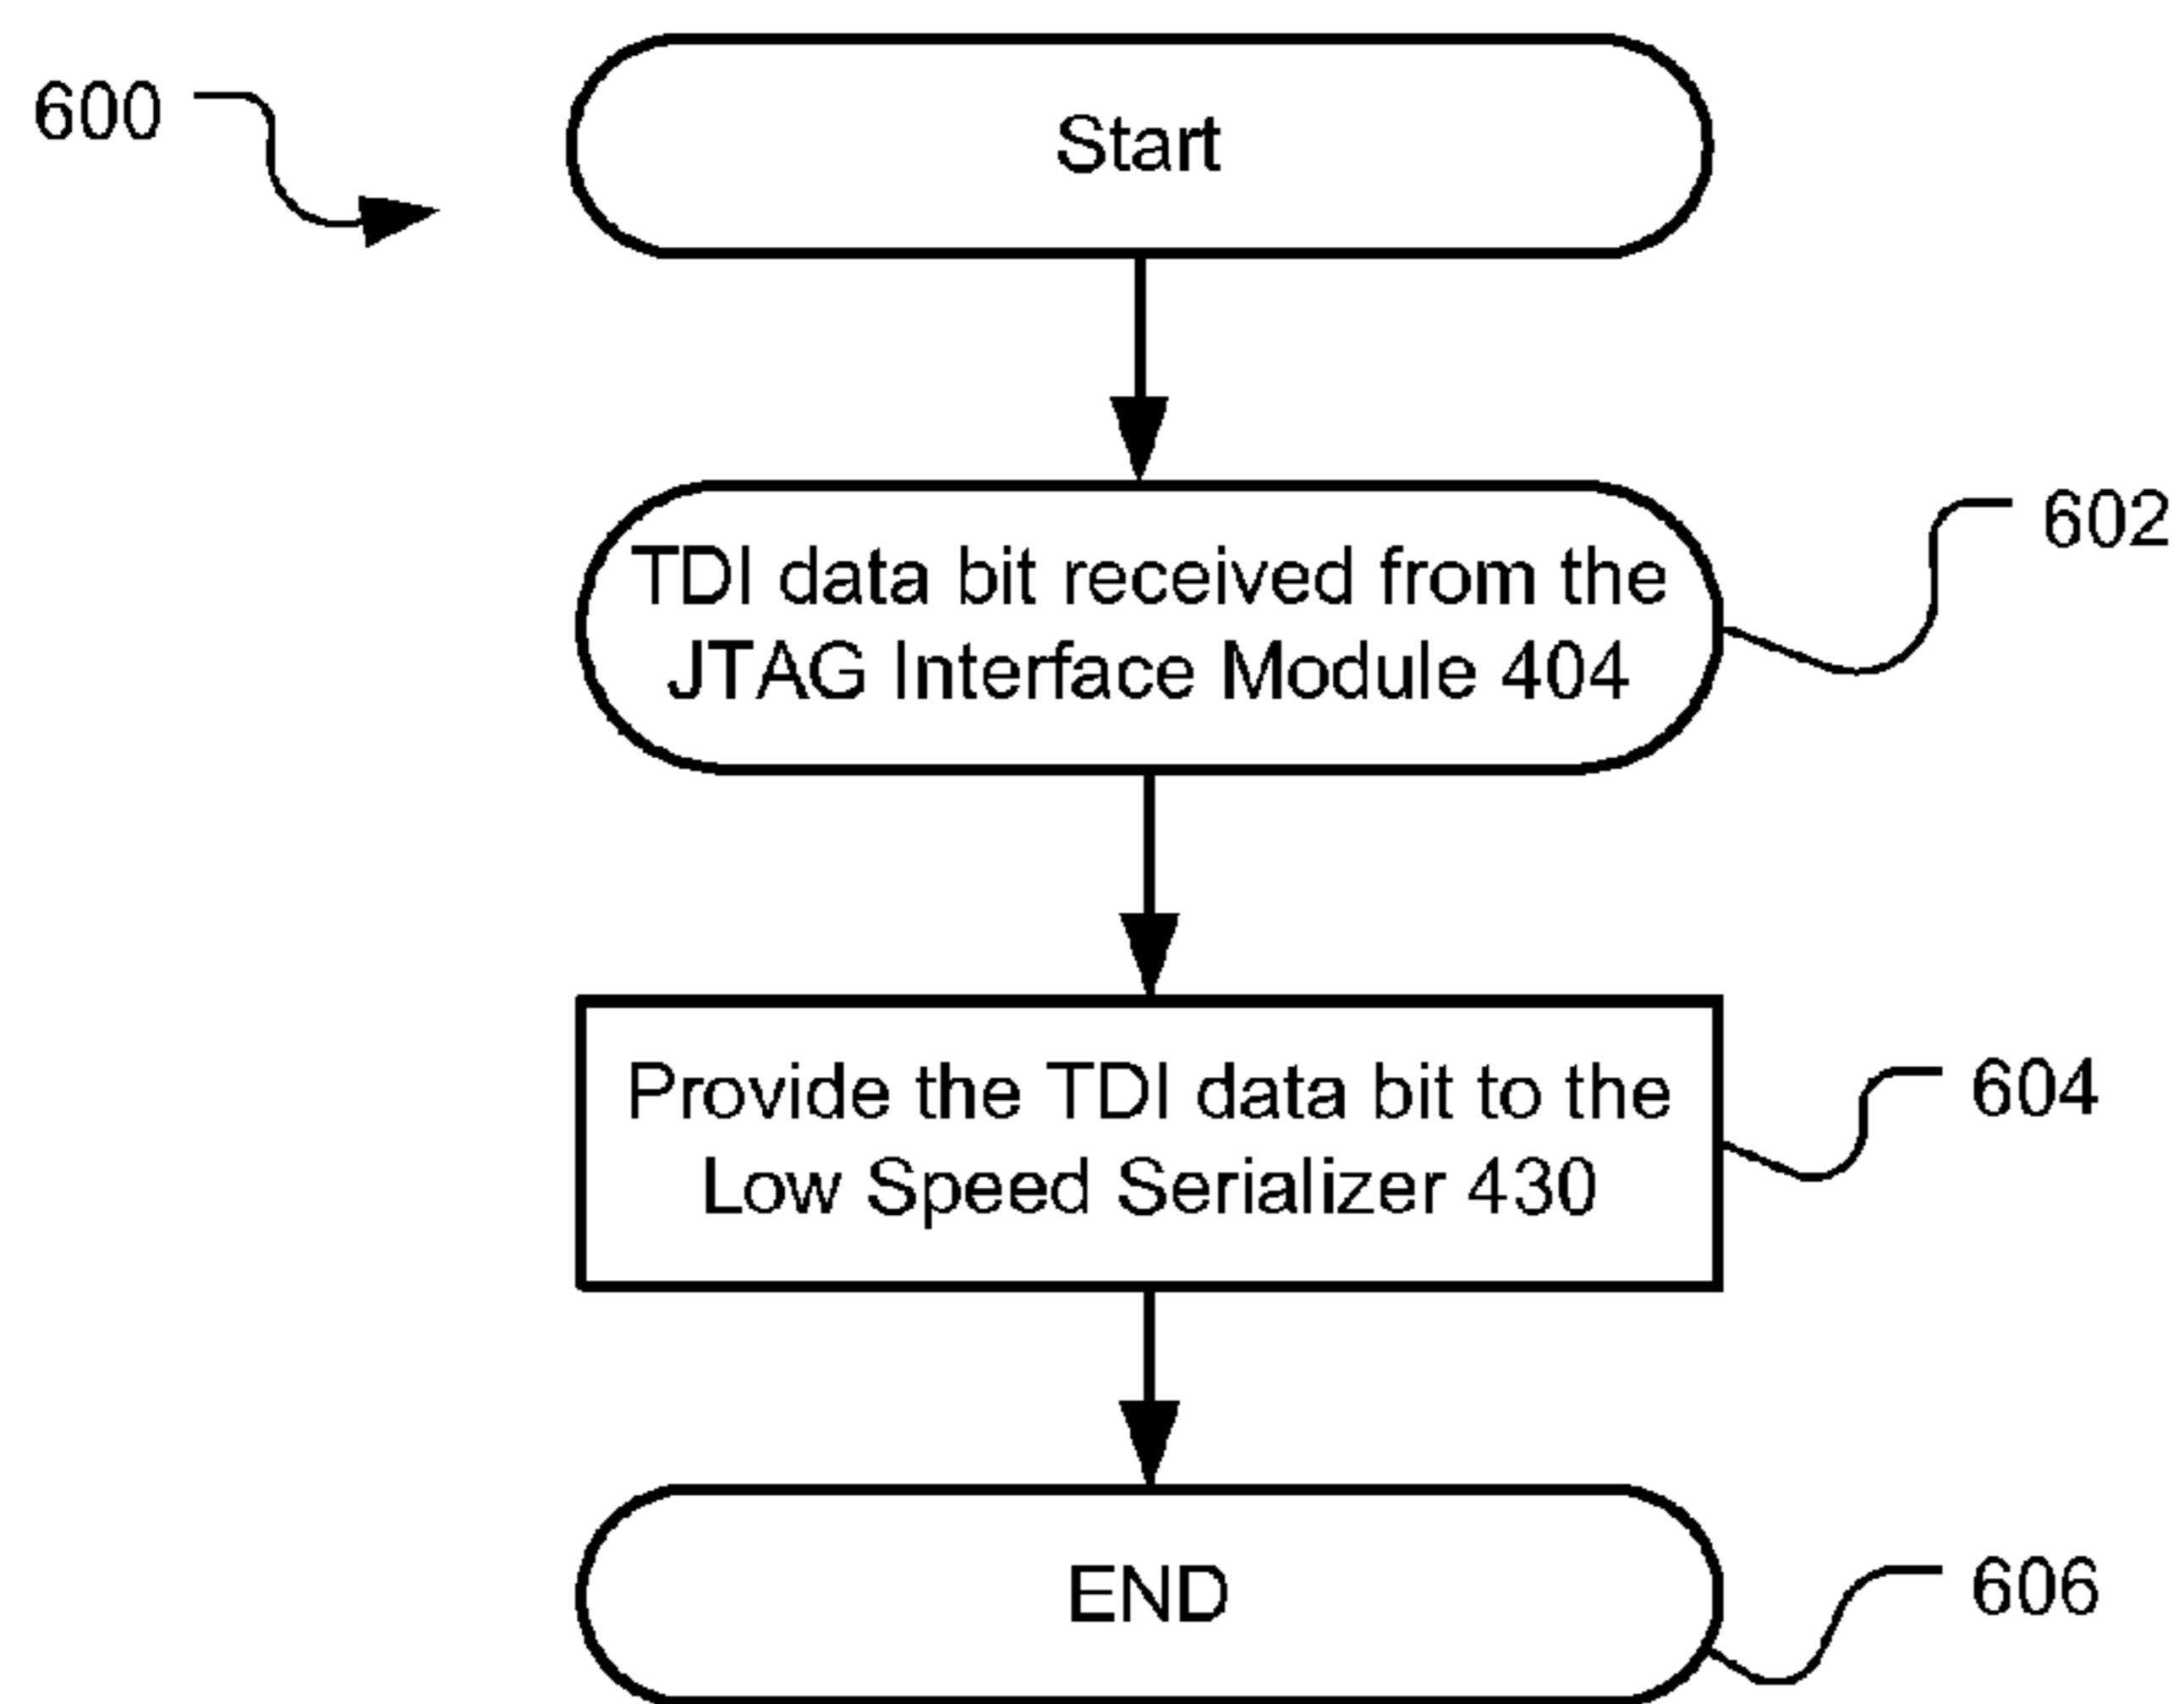 600
Start
TDI data bit received from the
JTAG Interface Module 404
602
Provide the TDI data bit to the
Low Speed Serializer 430
604
END
606